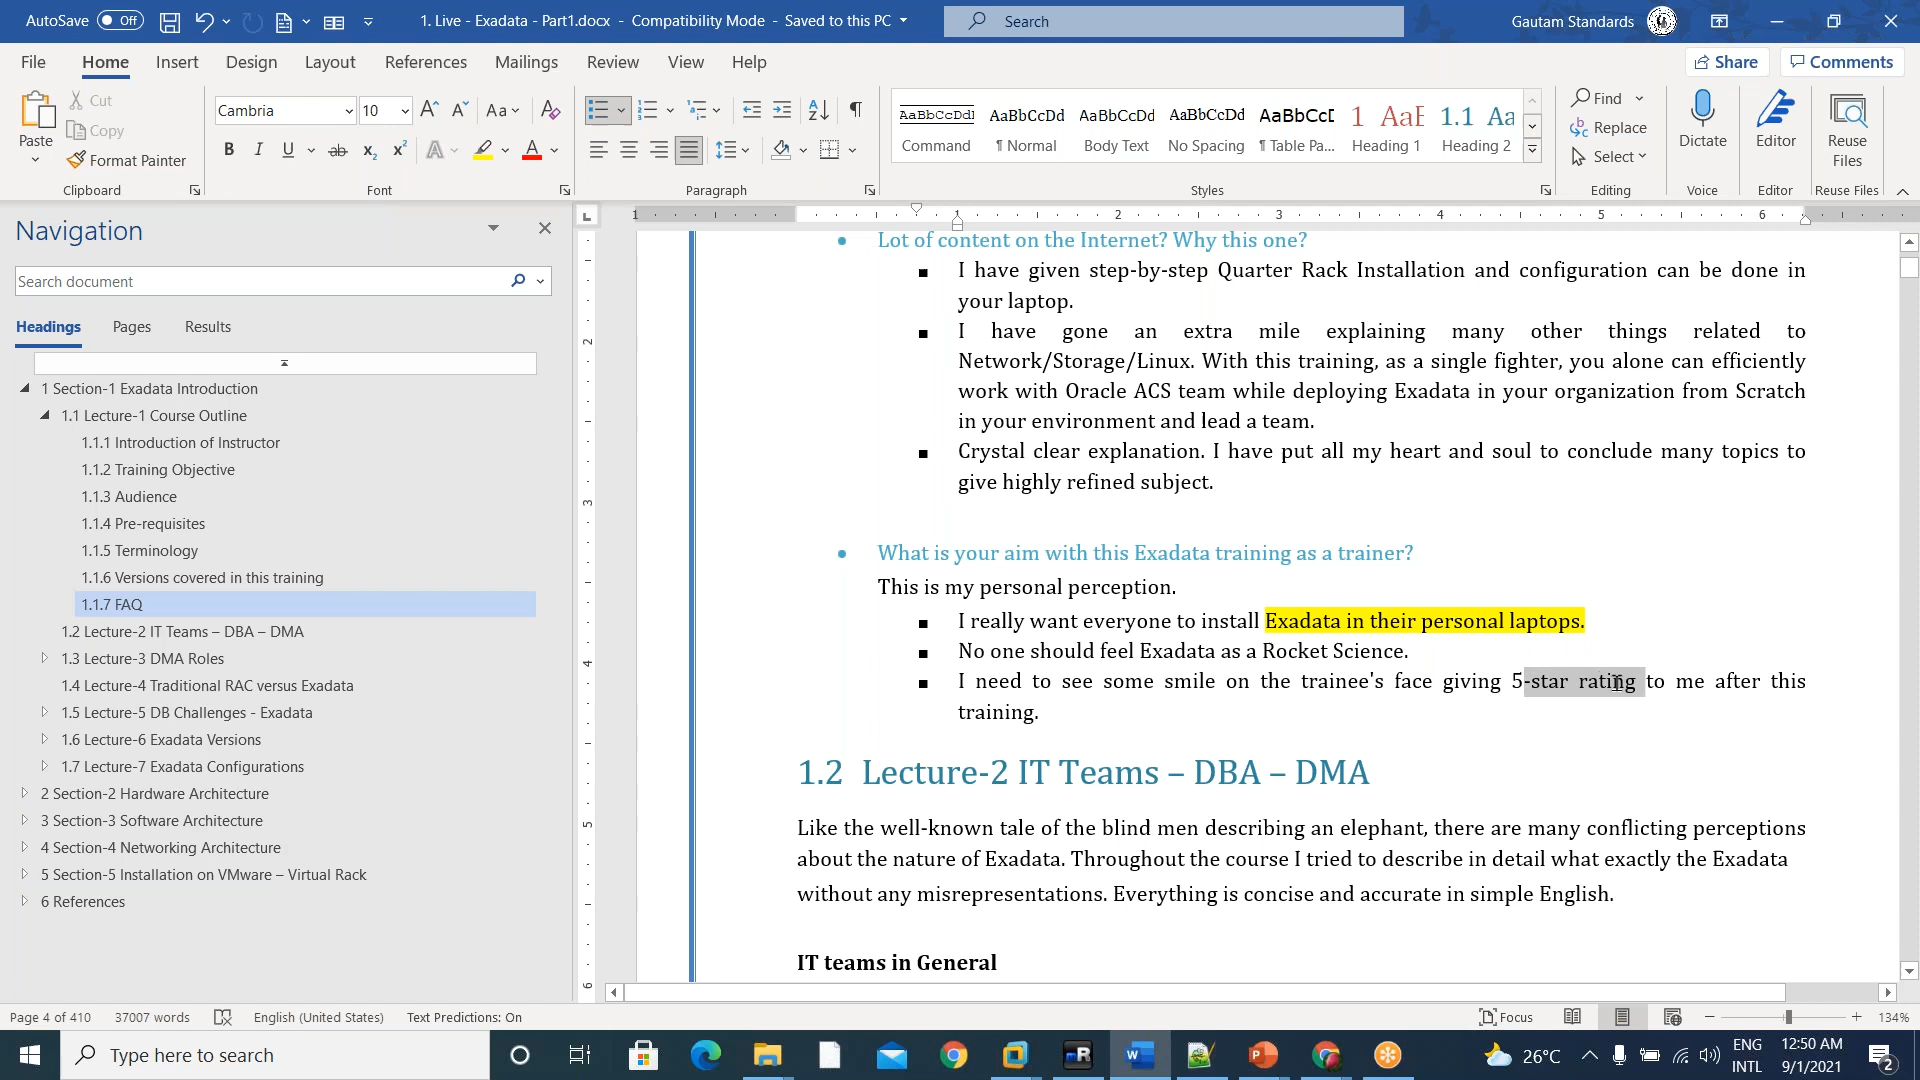 AutoSave Off 1. Live - Exadata - Part1.docx - Compatibility Mode - Saved to this PC Search Gautam Standards
File Home Insert Design Layout References Mailings Review View Help Share Comments
Paste
Cut
Copy
Format Painter
Clipboard
Cambria 10 Aa
B I U ab x₂ x² A A
Font
Paragraph
AaBbCcDdI Command
AaBbCcDd ¶ Normal
AaBbCcDd Body Text
AaBbCcDd No Spacing
AaBbCcD ¶ Table Pa...
1 AaB Heading 1
1.1 Aa Heading 2
Styles
Find
Replace
Select
Editing
Dictate
Voice
Editor
Editor
Reuse Files
Reuse Files
Navigation
Search document
Headings Pages Results
1 Section-1 Exadata Introduction
1.1 Lecture-1 Course Outline
1.1.1 Introduction of Instructor
1.1.2 Training Objective
1.1.3 Audience
1.1.4 Pre-requisites
1.1.5 Terminology
1.1.6 Versions covered in this training
1.1.7 FAQ
1.2 Lecture-2 IT Teams – DBA – DMA
1.3 Lecture-3 DMA Roles
1.4 Lecture-4 Traditional RAC versus Exadata
1.5 Lecture-5 DB Challenges - Exadata
1.6 Lecture-6 Exadata Versions
1.7 Lecture-7 Exadata Configurations
2 Section-2 Hardware Architecture
3 Section-3 Software Architecture
4 Section-4 Networking Architecture
5 Section-5 Installation on VMware – Virtual Rack
6 References
1 1 2 3 4 5 6
2
3
4
5
6
• Lot of content on the Internet? Why this one?
▪ I have given step-by-step Quarter Rack Installation and configuration can be done in
your laptop.
▪ I have gone an extra mile explaining many other things related to
Network/Storage/Linux. With this training, as a single fighter, you alone can efficiently
work with Oracle ACS team while deploying Exadata in your organization from Scratch
in your environment and lead a team.
▪ Crystal clear explanation. I have put all my heart and soul to conclude many topics to
give highly refined subject.
• What is your aim with this Exadata training as a trainer?
This is my personal perception.
▪ I really want everyone to install Exadata in their personal laptops.
▪ No one should feel Exadata as a Rocket Science.
▪ I need to see some smile on the trainee's face giving 5-star rating to me after this
training.
1.2 Lecture-2 IT Teams – DBA – DMA
Like the well-known tale of the blind men describing an elephant, there are many conflicting perceptions
about the nature of Exadata. Throughout the course I tried to describe in detail what exactly the Exadata
without any misrepresentations. Everything is concise and accurate in simple English.
IT teams in General
Page 4 of 410 37007 words English (United States) Text Predictions: On Focus 134%
Type here to search 26°C ENG INTL 12:50 AM 9/1/2021 2